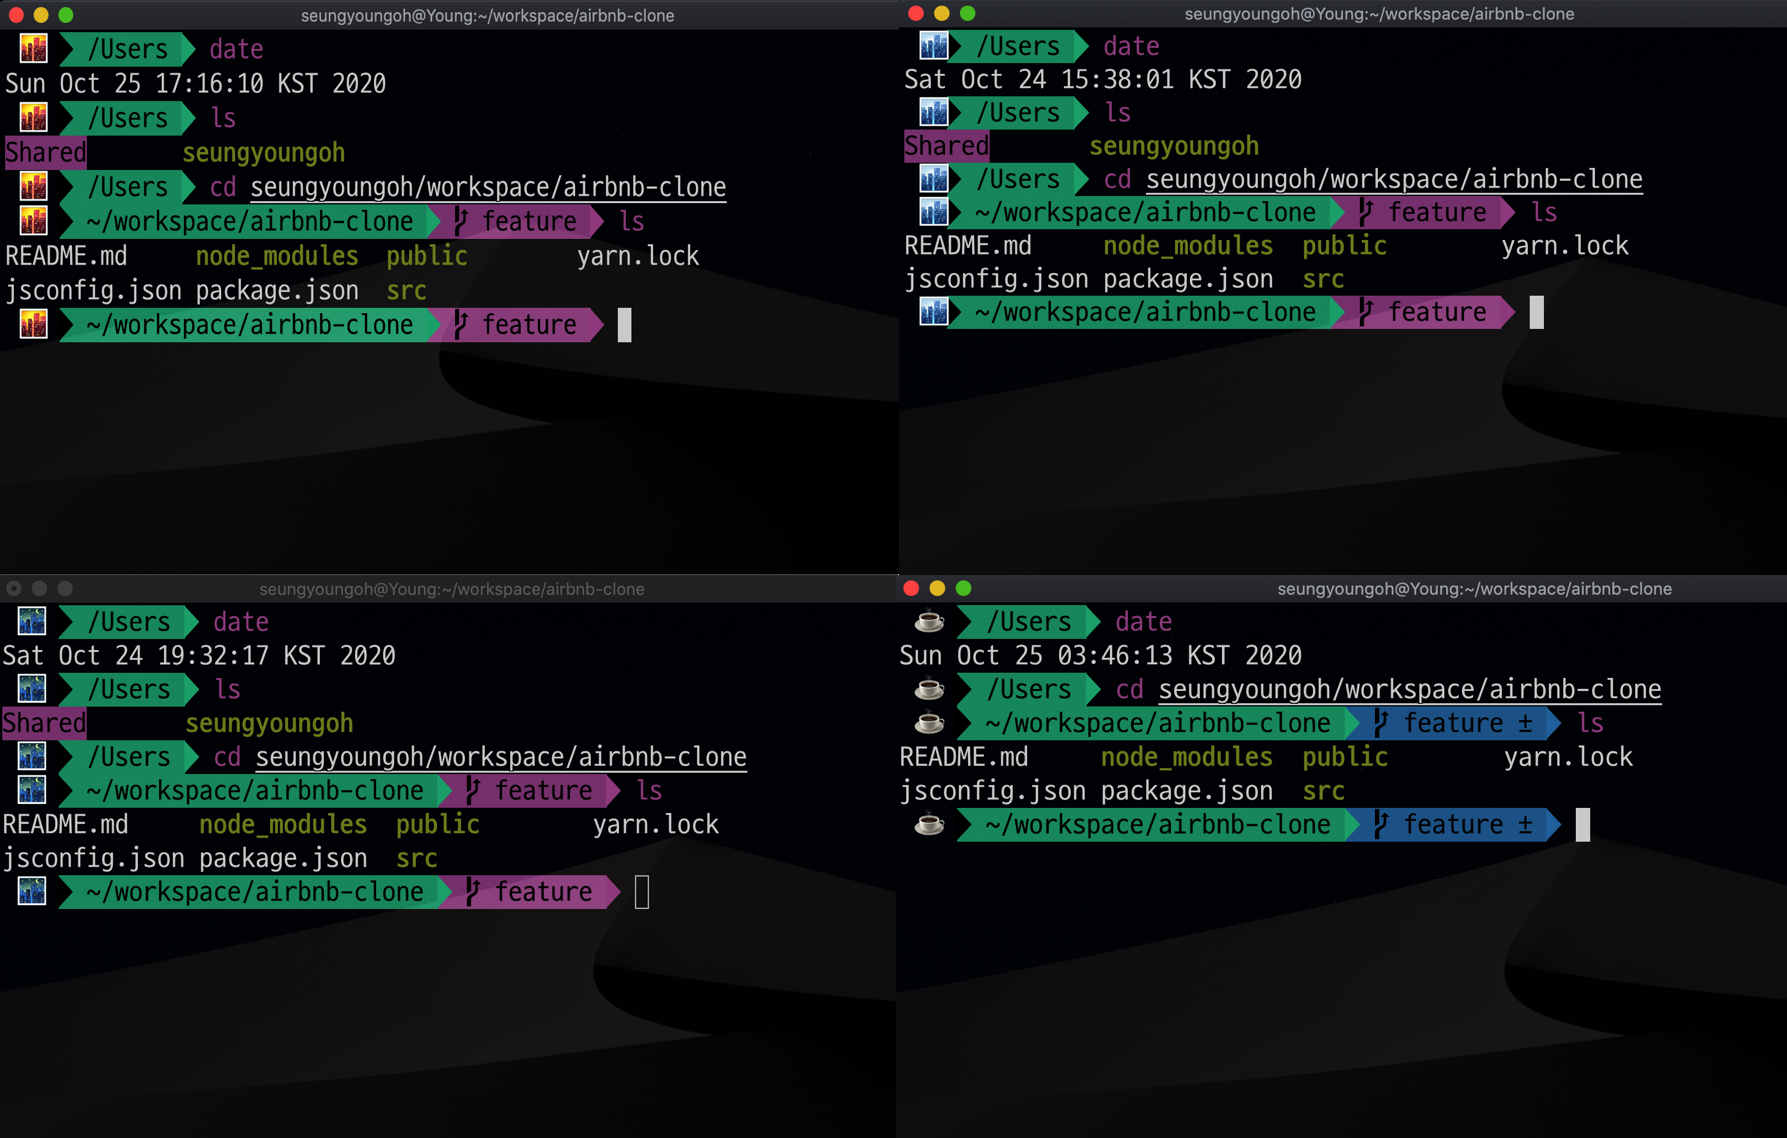 seungyoungoh@Young:~/workspace/airbnb-clone
/Users date
Sun Oct 25 17:16:10 KST 2020
/Users ls
Shared seungyoungoh
/Users cd seungyoungoh/workspace/airbnb-clone
~/workspace/airbnb-clone feature ls
README.md node_modules public yarn.lock
jsconfig.json package.json src
~/workspace/airbnb-clone feature
seungyoungoh@Young:~/workspace/airbnb-clone
/Users date
Sat Oct 24 15:38:01 KST 2020
/Users ls
Shared seungyoungoh
/Users cd seungyoungoh/workspace/airbnb-clone
~/workspace/airbnb-clone feature ls
README.md node_modules public yarn.lock
jsconfig.json package.json src
~/workspace/airbnb-clone feature
seungyoungoh@Young:~/workspace/airbnb-clone
/Users date
Sat Oct 24 19:32:17 KST 2020
/Users ls
Shared seungyoungoh
/Users cd seungyoungoh/workspace/airbnb-clone
~/workspace/airbnb-clone feature ls
README.md node_modules public yarn.lock
jsconfig.json package.json src
~/workspace/airbnb-clone feature
seungyoungoh@Young:~/workspace/airbnb-clone
/Users date
Sun Oct 25 03:46:13 KST 2020
/Users cd seungyoungoh/workspace/airbnb-clone
~/workspace/airbnb-clone feature ± ls
README.md node_modules public yarn.lock
jsconfig.json package.json src
~/workspace/airbnb-clone feature ±